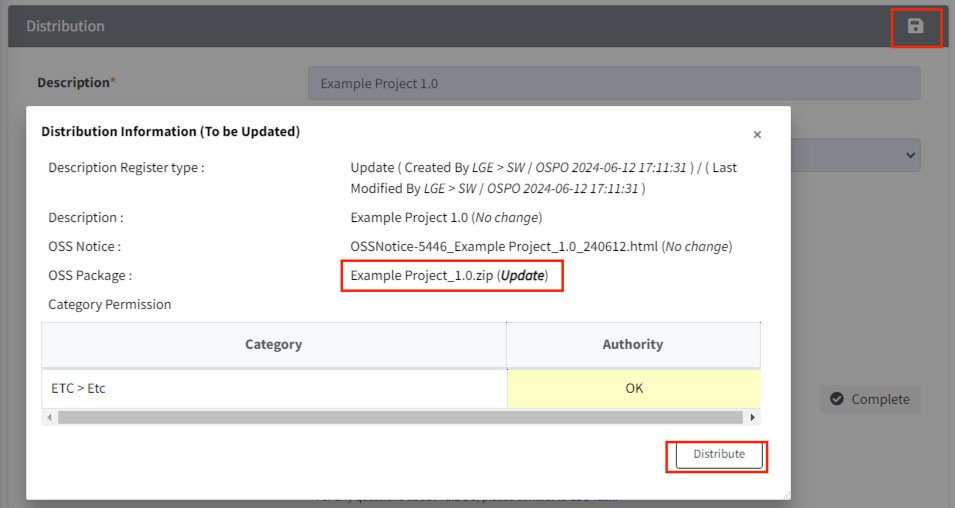 Distribution
Description*
Example Project 1.0
Distribution Information (To be Updated)
×
Description Register type :
Update ( Created By LGE > SW / OSPO 2024-06-12 17:11:31 ) / ( Last
Modified By LGE > SW / OSPO 2024-06-12 17:11:31 )
Description :
Example Project 1.0 (No change)
OSS Notice :
OSSNotice-5446_Example Project_1.0_240612.html (No change)
OSS Package :
Example Project_1.0.zip (Update)
Category Permission
Category
Authority
ETC > Etc
OK
Complete
Distribute